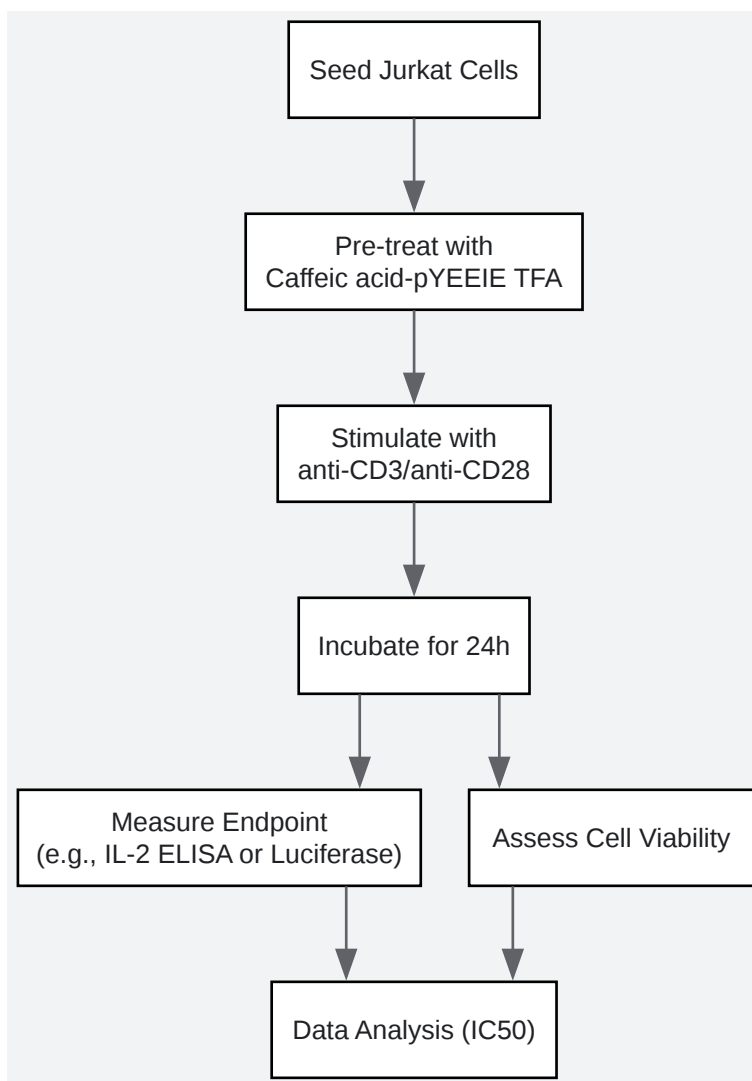 Seed Jurkat Cells
Pre-treat with
Caffeic acid-pYEEIE TFA
Stimulate with
anti-CD3/anti-CD28
Incubate for 24h
Measure Endpoint
(e.g., IL-2 ELISA or Luciferase)
Assess Cell Viability
Data Analysis (IC50)